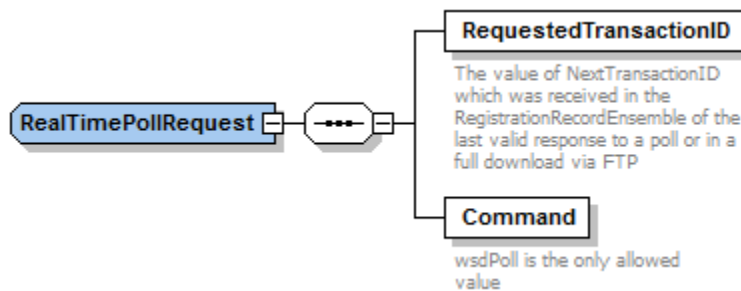 RequestedTransactionID
The value of NextTransactionID
which was received in the
RegistrationRecordEnsemble of the
last valid response to a poll or in a
full download via FTP
RealTimePollRequest
Command
wsdPoll is the only allowed
value